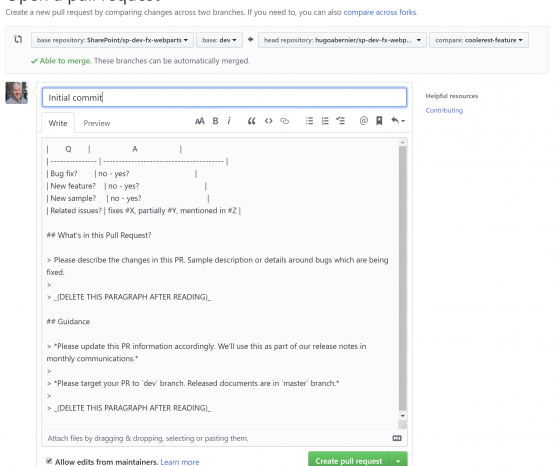 Open a pull request
Create a new pull request by comparing changes across two branches. If you need to, you can also compare across forks.
base repository: SharePoint/sp-dev-fx-webparts base: dev head repository: hugoabernier/sp-dev-fx-webp... compare: coolerest-feature
Able to merge. These branches can be automatically merged.
Initial commit
Helpful resources
Contributing
Write Preview AA B i
| Q | A |
| --------------- | --------------------------------------- |
| Bug fix? | no - yes? |
| New feature? | no - yes? |
| New sample? | no - yes? |
| Related issues? | fixes #X, partially #Y, mentioned in #Z |
## What's in this Pull Request?
> Please describe the changes in this PR. Sample description or details around bugs which are being
fixed.
>
> _(DELETE THIS PARAGRAPH AFTER READING)_
## Guidance
> *Please update this PR information accordingly. We'll use this as part of our release notes in
monthly communications.*
>
> *Please target your PR to `dev` branch. Released documents are in `master` branch.*
>
> _(DELETE THIS PARAGRAPH AFTER READING)_
Attach files by dragging & dropping, selecting or pasting them.
Allow edits from maintainers. Learn more
Create pull request